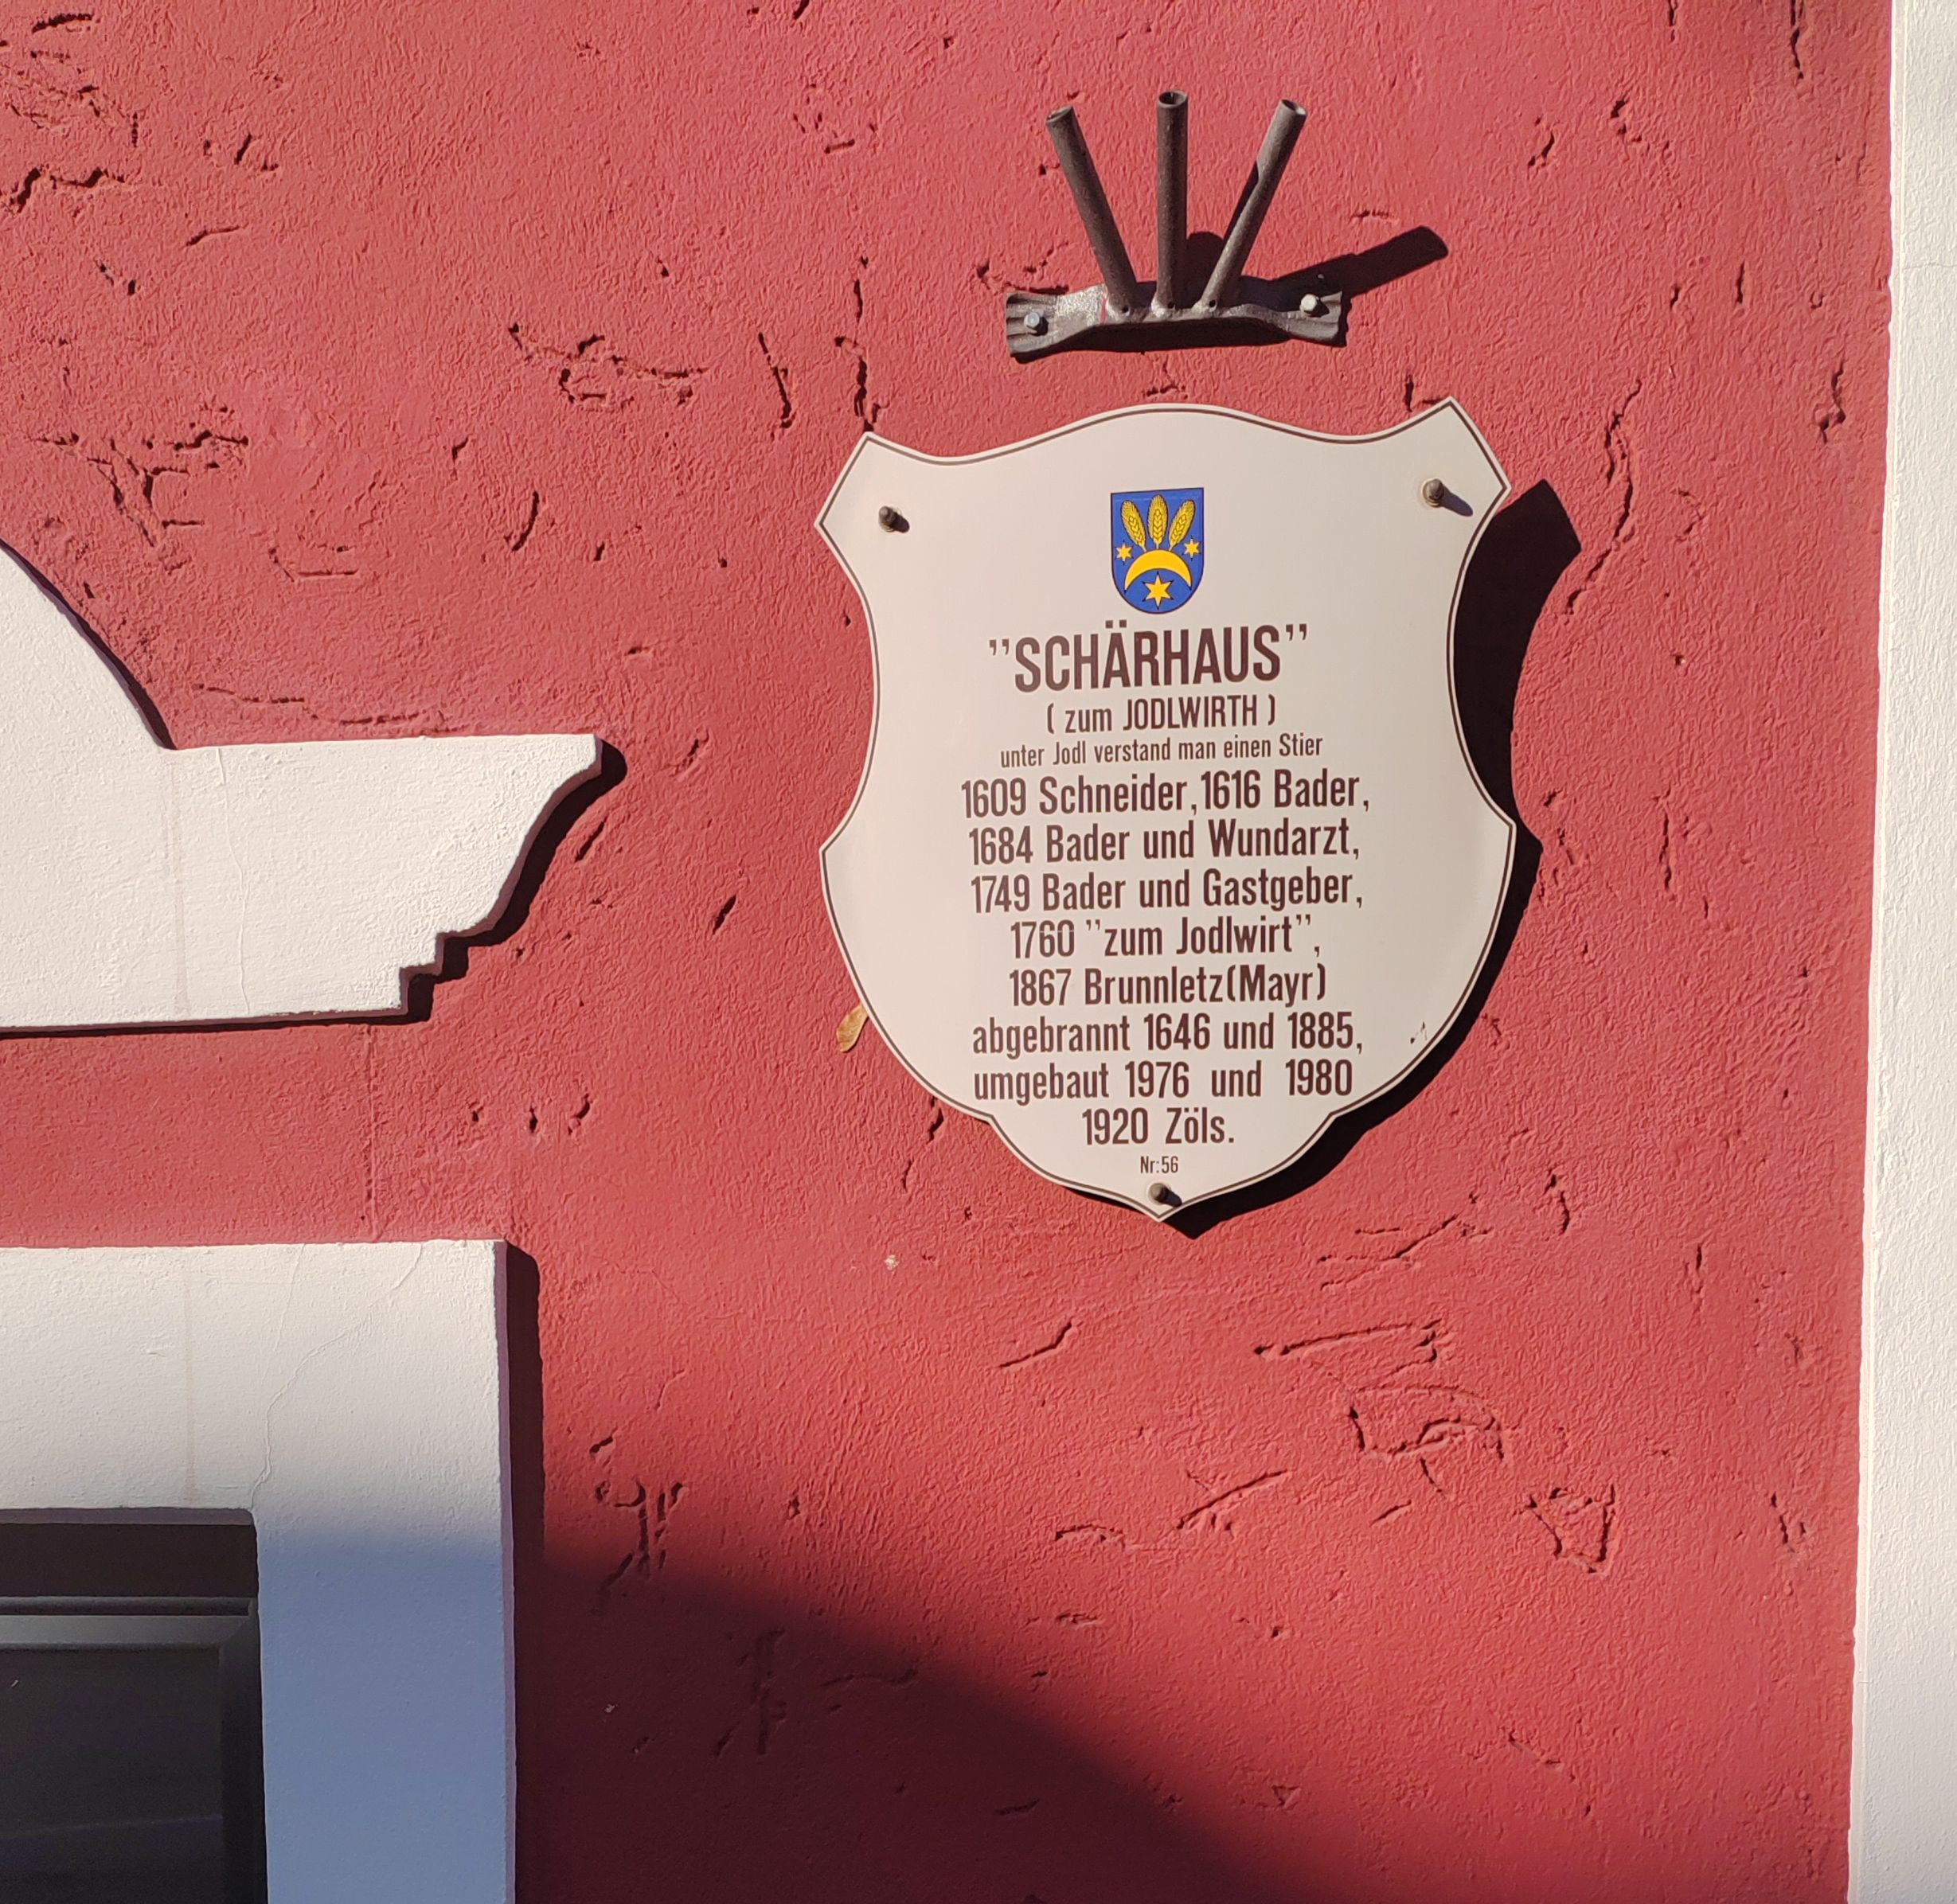 "SCHÄRHAUS"
( zum JODLWIRTH )
unter Jodl verstand man einen Stier
1609 Schneider, 1616 Bader,
1684 Bader und Wundarzt,
1749 Bader und Gastgeber,
1760 "zum Jodlwirt",
1867 Brunnletz(Mayr)
abgebrannt 1646 und 1885,
umgebaut 1976 und 1980
1920 Zöls.
Nr:56